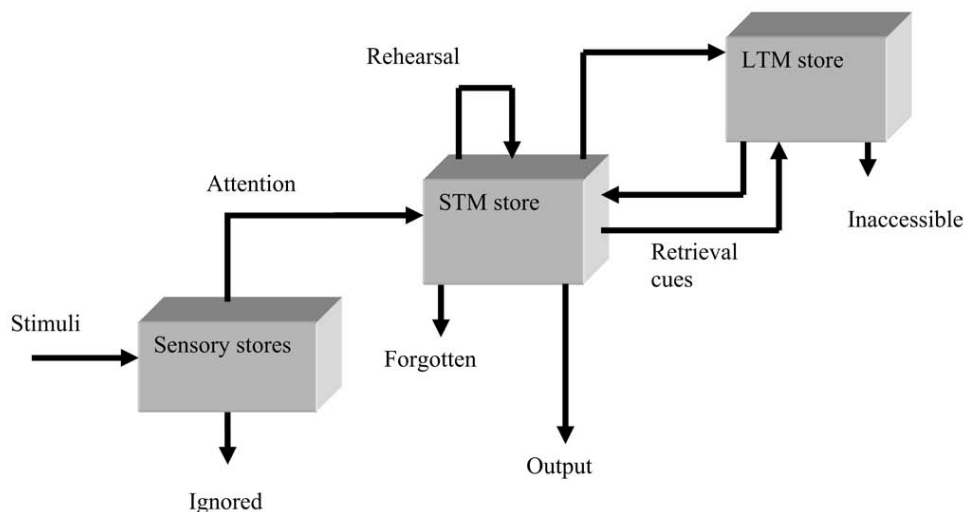 Rehearsal
LTM store
Attention
STM store
Inaccessible
Retrieval
cues
Stimuli
Sensory stores
Forgotten
Output
Ignored